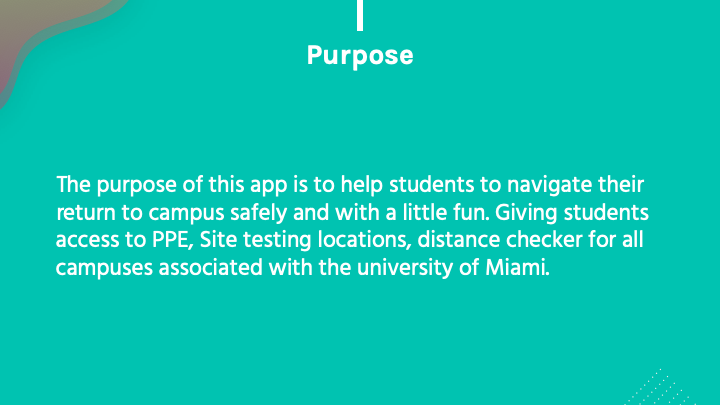 Purpose
The purpose of this app is to help students to navigate their
return to campus safely and with a little fun. Giving students
access to PPE, Site testing locations, distance checker for all
campuses associated with the university of Miami.